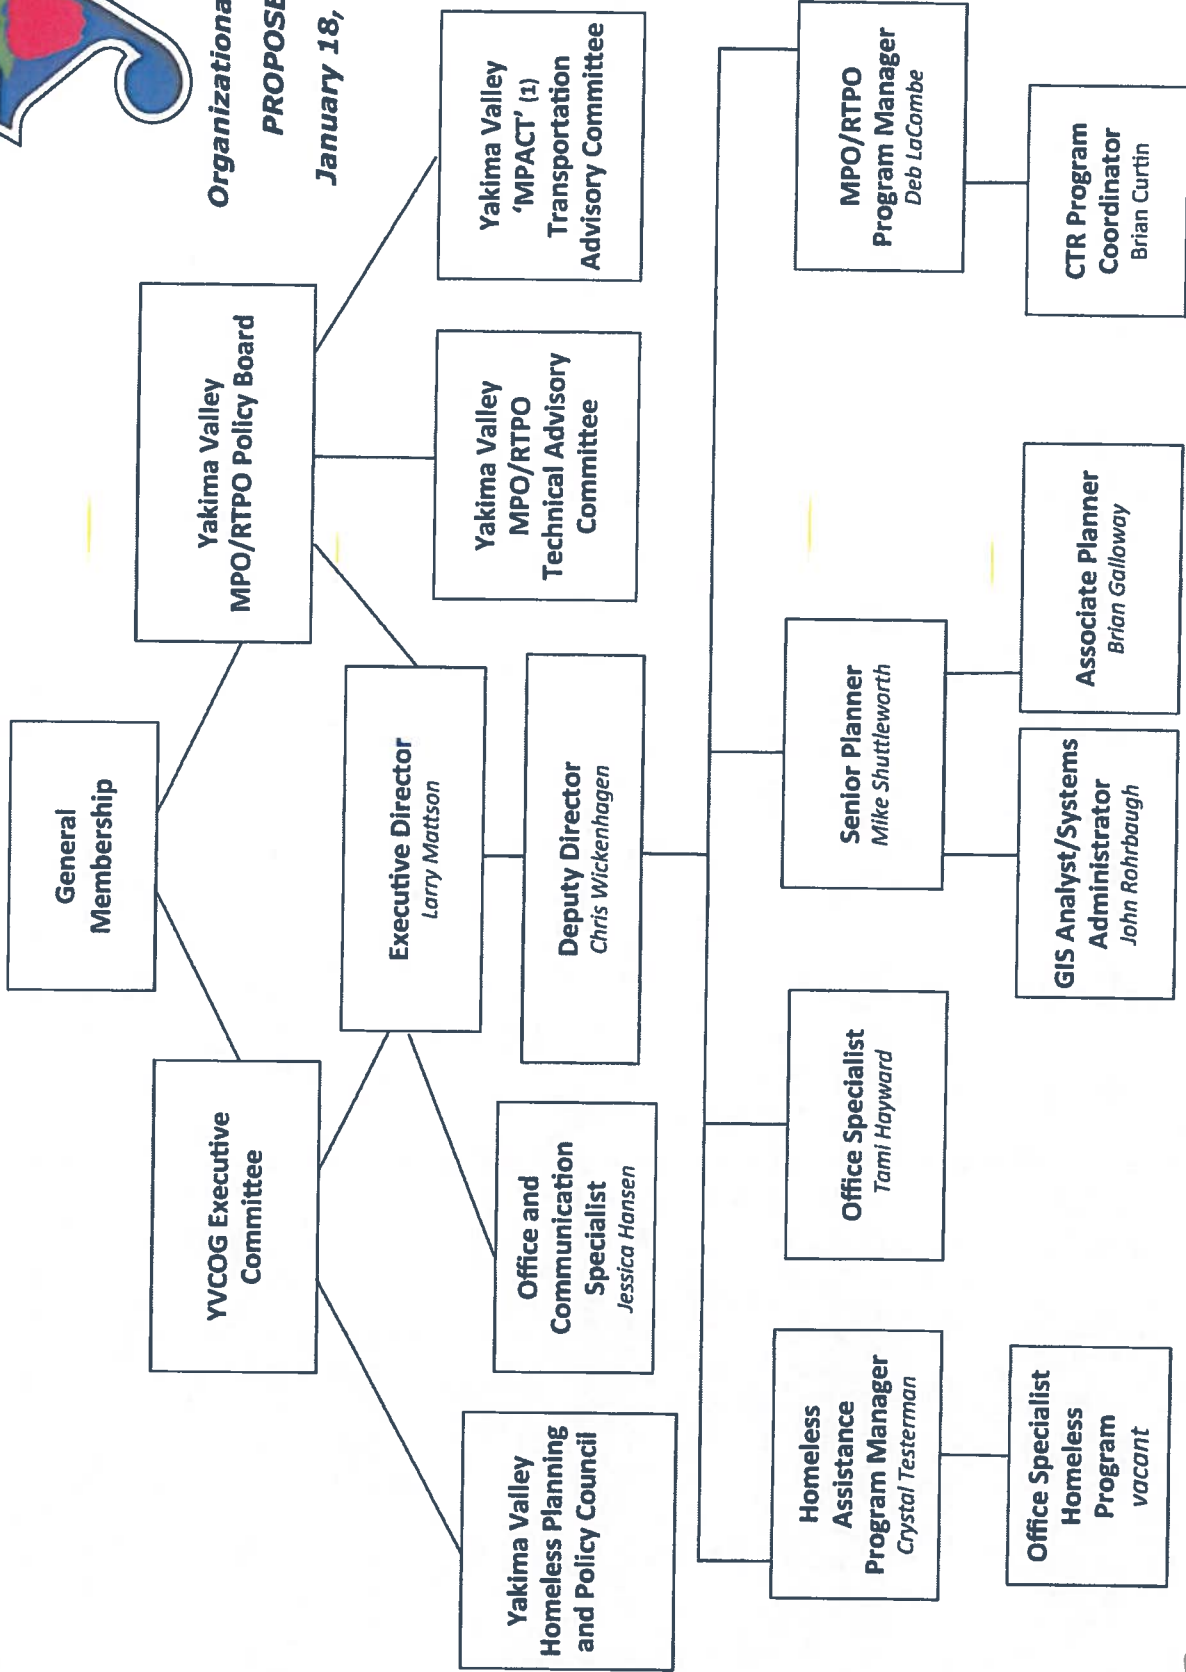 Organizationa
PROPOSE
January 18,
General
Membership
YVCOG Executive
Committee
Yakima Valley
MPO/RTPO Policy Board
Executive Director
Larry Mattson
Yakima Valley
Homeless Planning
and Policy Council
Office and
Communication
Specialist
Jessica Hansen
Deputy Director
Chris Wickenhagen
Yakima Valley
MPO/RTPO
Technical Advisory
Committee
Yakima Valley
‘MPACT’ (1)
Transportation
Advisory Committee
Homeless
Assistance
Program Manager
Crystal Testerman
Office Specialist
Tami Hayward
Senior Planner
Mike Shuttleworth
MPO/RTPO
Program Manager
Deb LaCombe
Office Specialist
Homeless
Program
vacant
GIS Analyst/Systems
Administrator
John Rohrbaugh
Associate Planner
Brian Galloway
CTR Program
Coordinator
Brian Curtin